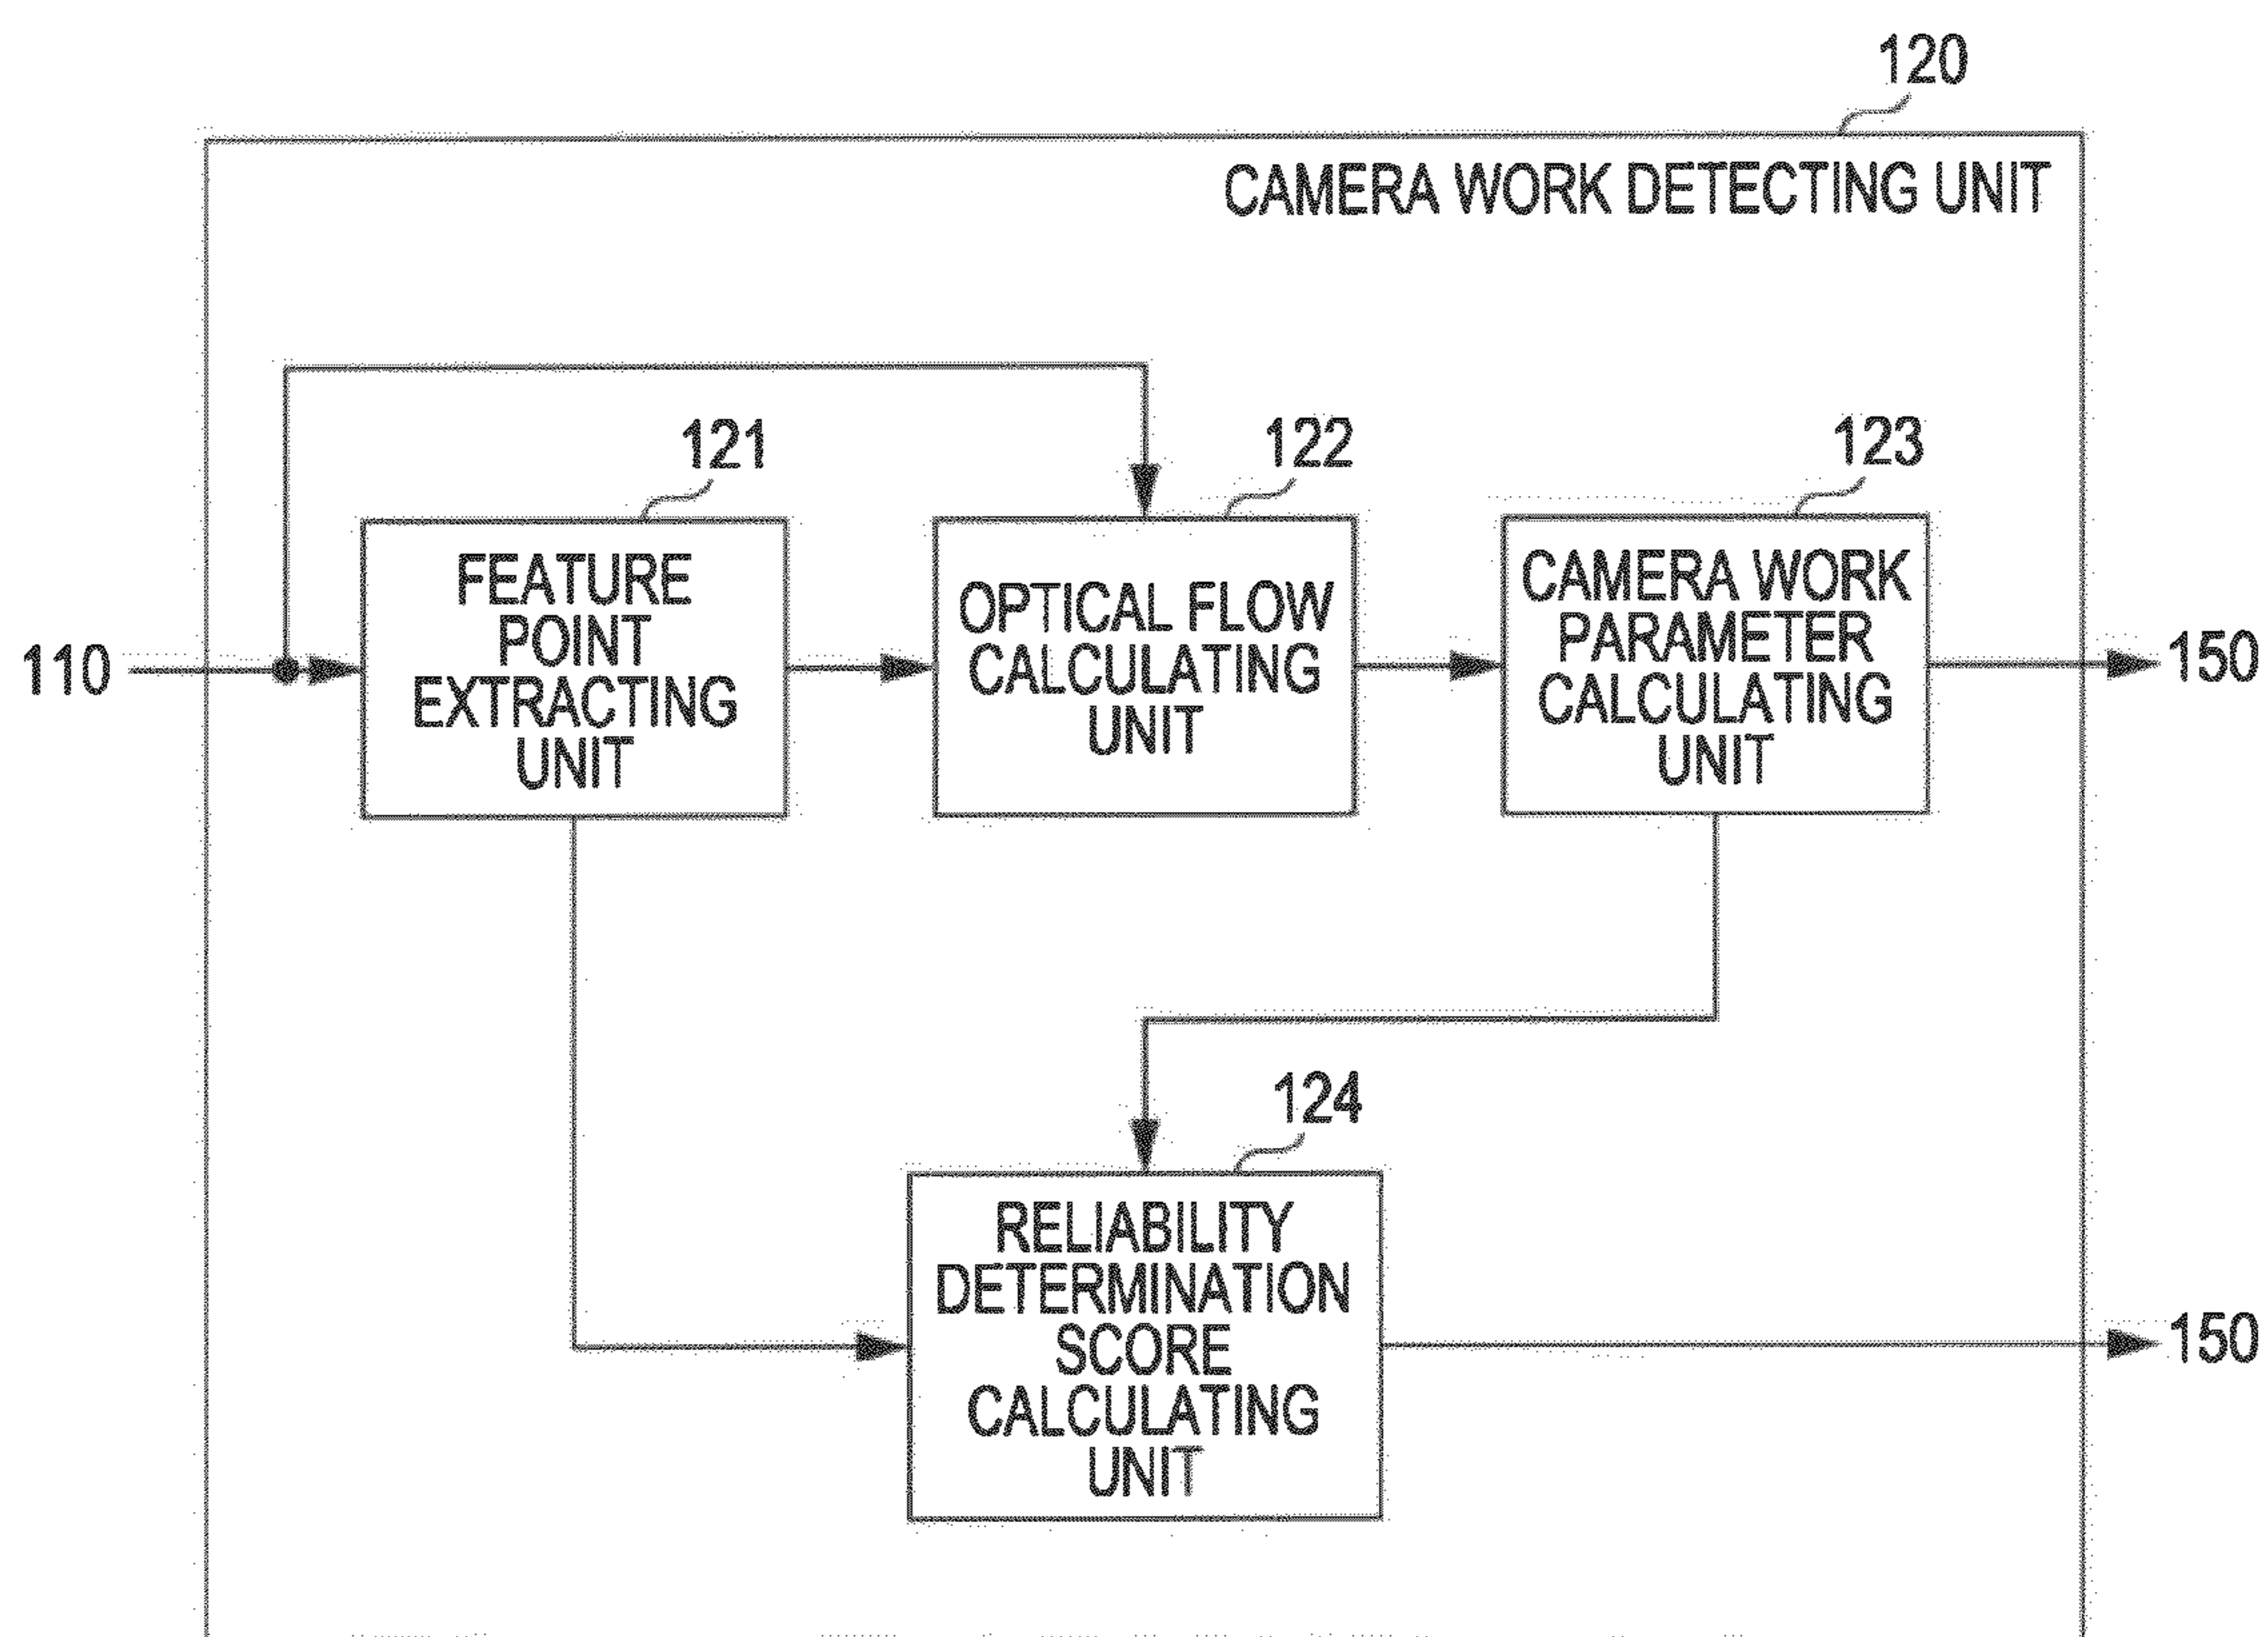 120
CAMERA WORK DETECTING UNIT
121
122
123
FEATURE
POINT
EXTRACTING
UNIT
OPTICAL FLOW
CALCULATING
UNIT
CAMERA WORK
PARAMETER
CALCULATING
UNIT
110
150
124
RELIABILITY
DETERMINATION
SCORE
CALCULATING
UNIT
150